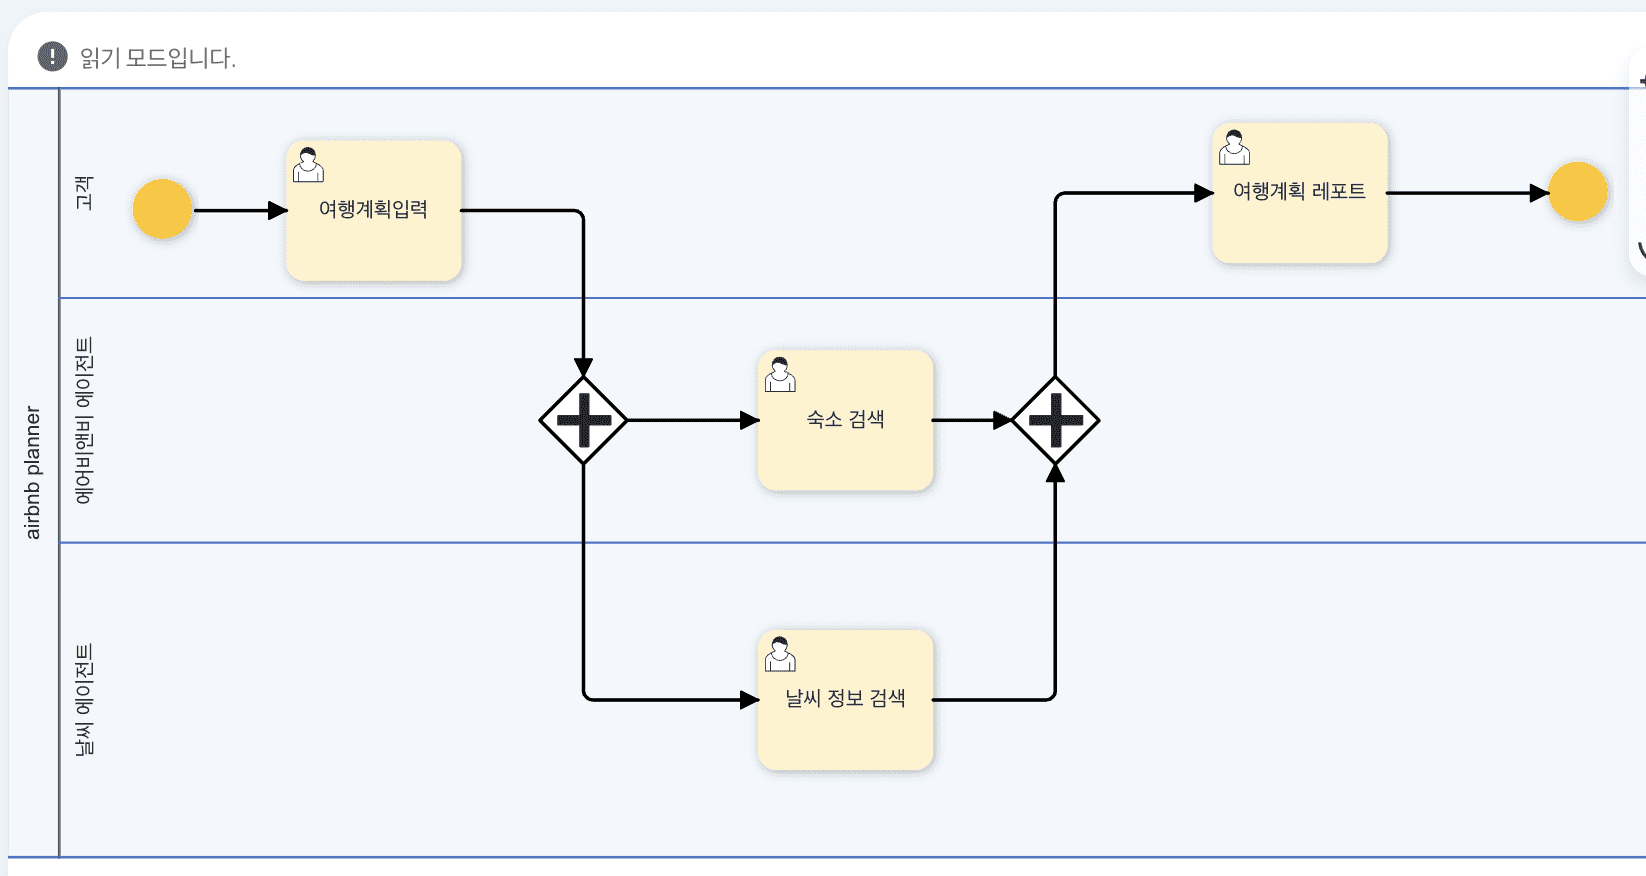 읽기 모드입니다.
airbnb planner
고객
여행계획입력
여행계획 레포트
에어비앤비 에이전트
숙소 검색
날씨 에이전트
날씨 정보 검색